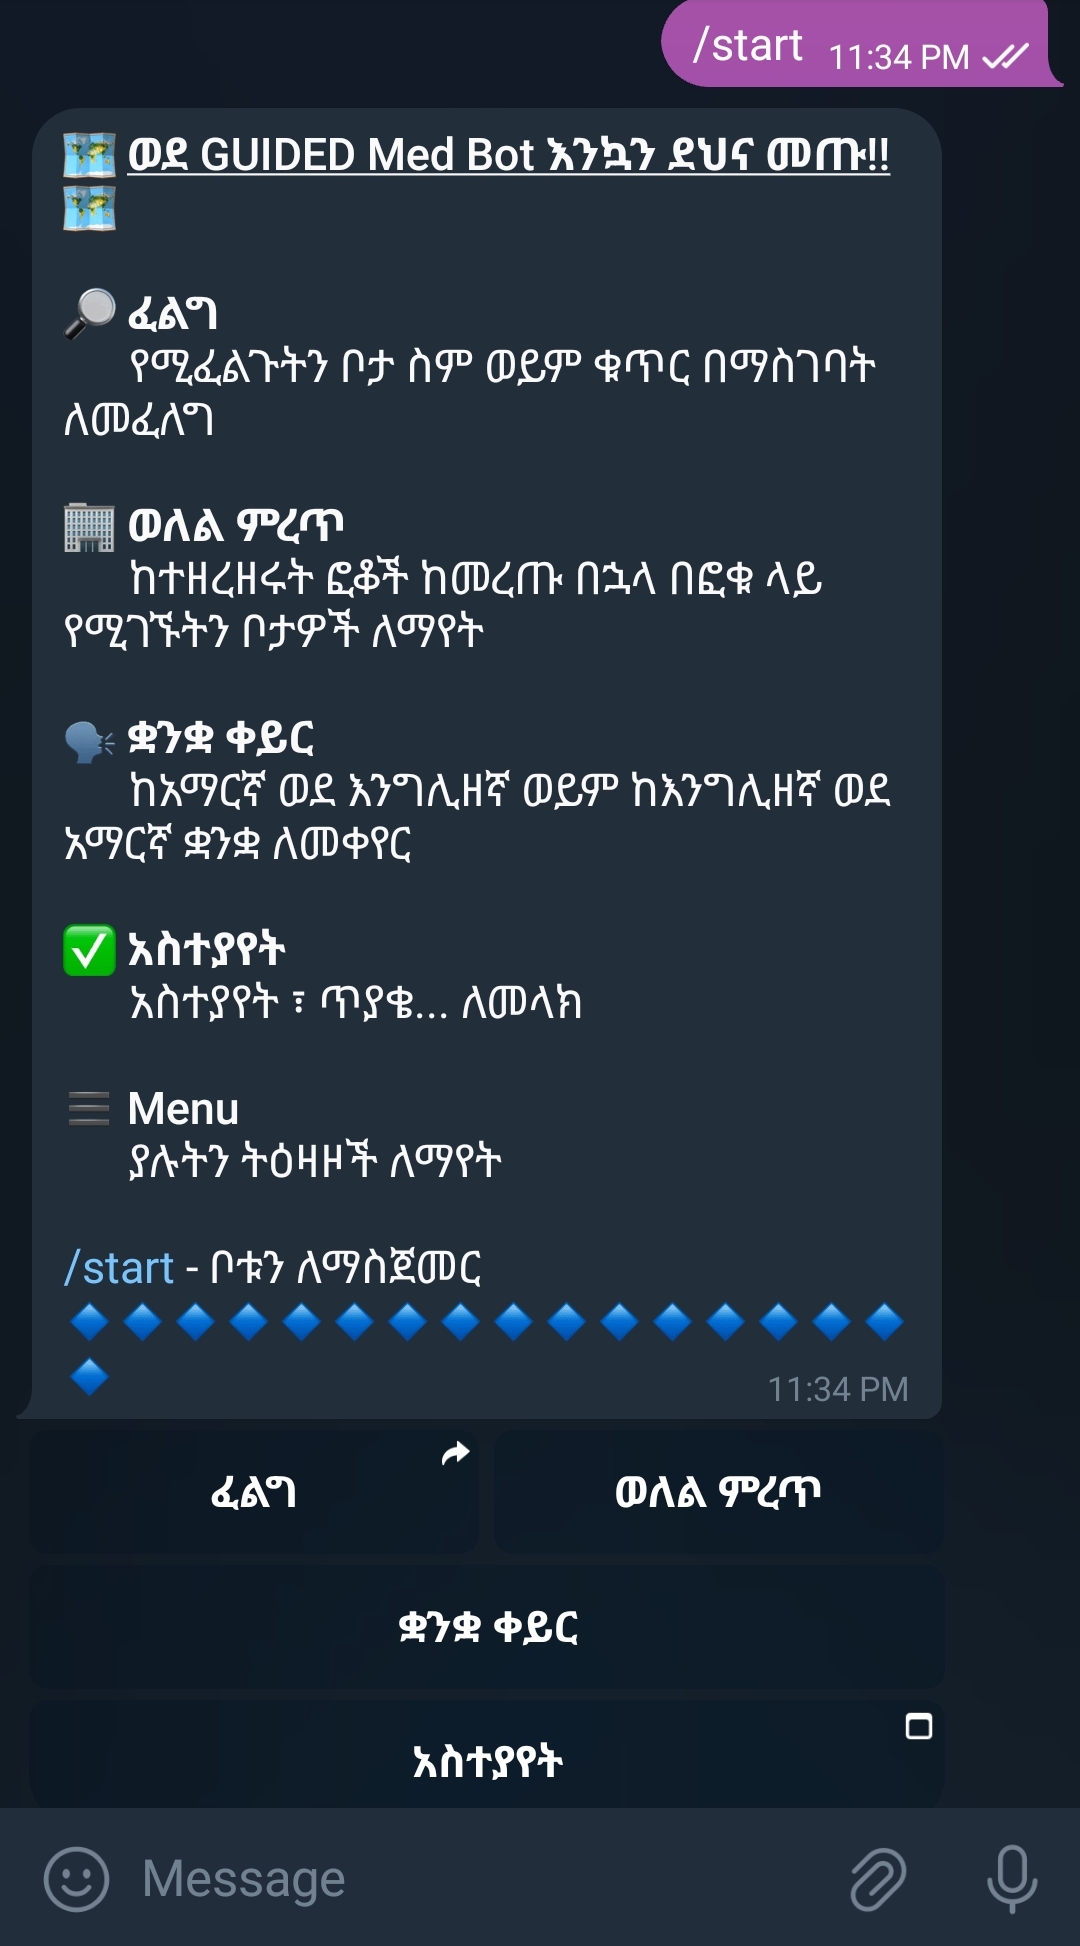 /start 11:34 PM
🗺 ወደ GUIDED Med Bot እንኳን ደህና መጡ!!
🗺
🔎 ፈልግ
የሚፈልጉትን ቦታ ስም ወይም ቁጥር በማስገባት
ለመፈለግ
🏢 ወለል ምረጥ
ከተዘረዘሩት ፎቆች ከመረጡ በኋላ በፎቁ ላይ
የሚገኙትን ቦታዎች ለማየት
🗣 ቋንቋ ቀይር
ከአማርኛ ወደ እንግሊዘኛ ወይም ከእንግሊዘኛ ወደ
አማርኛ ቋንቋ ለመቀየር
✅ አስተያየት
አስተያየት ፣ ጥያቄ... ለመላክ
☰ Menu
ያሉትን ትዕዛዞች ለማየት
/start - ቦቱን ለማስጀመር
🔹🔹🔹🔹🔹🔹🔹🔹🔹🔹🔹🔹🔹🔹🔹🔹
🔹 11:34 PM
ፈልግ ወለል ምረጥ
ቋንቋ ቀይር
አስተያየት
Message